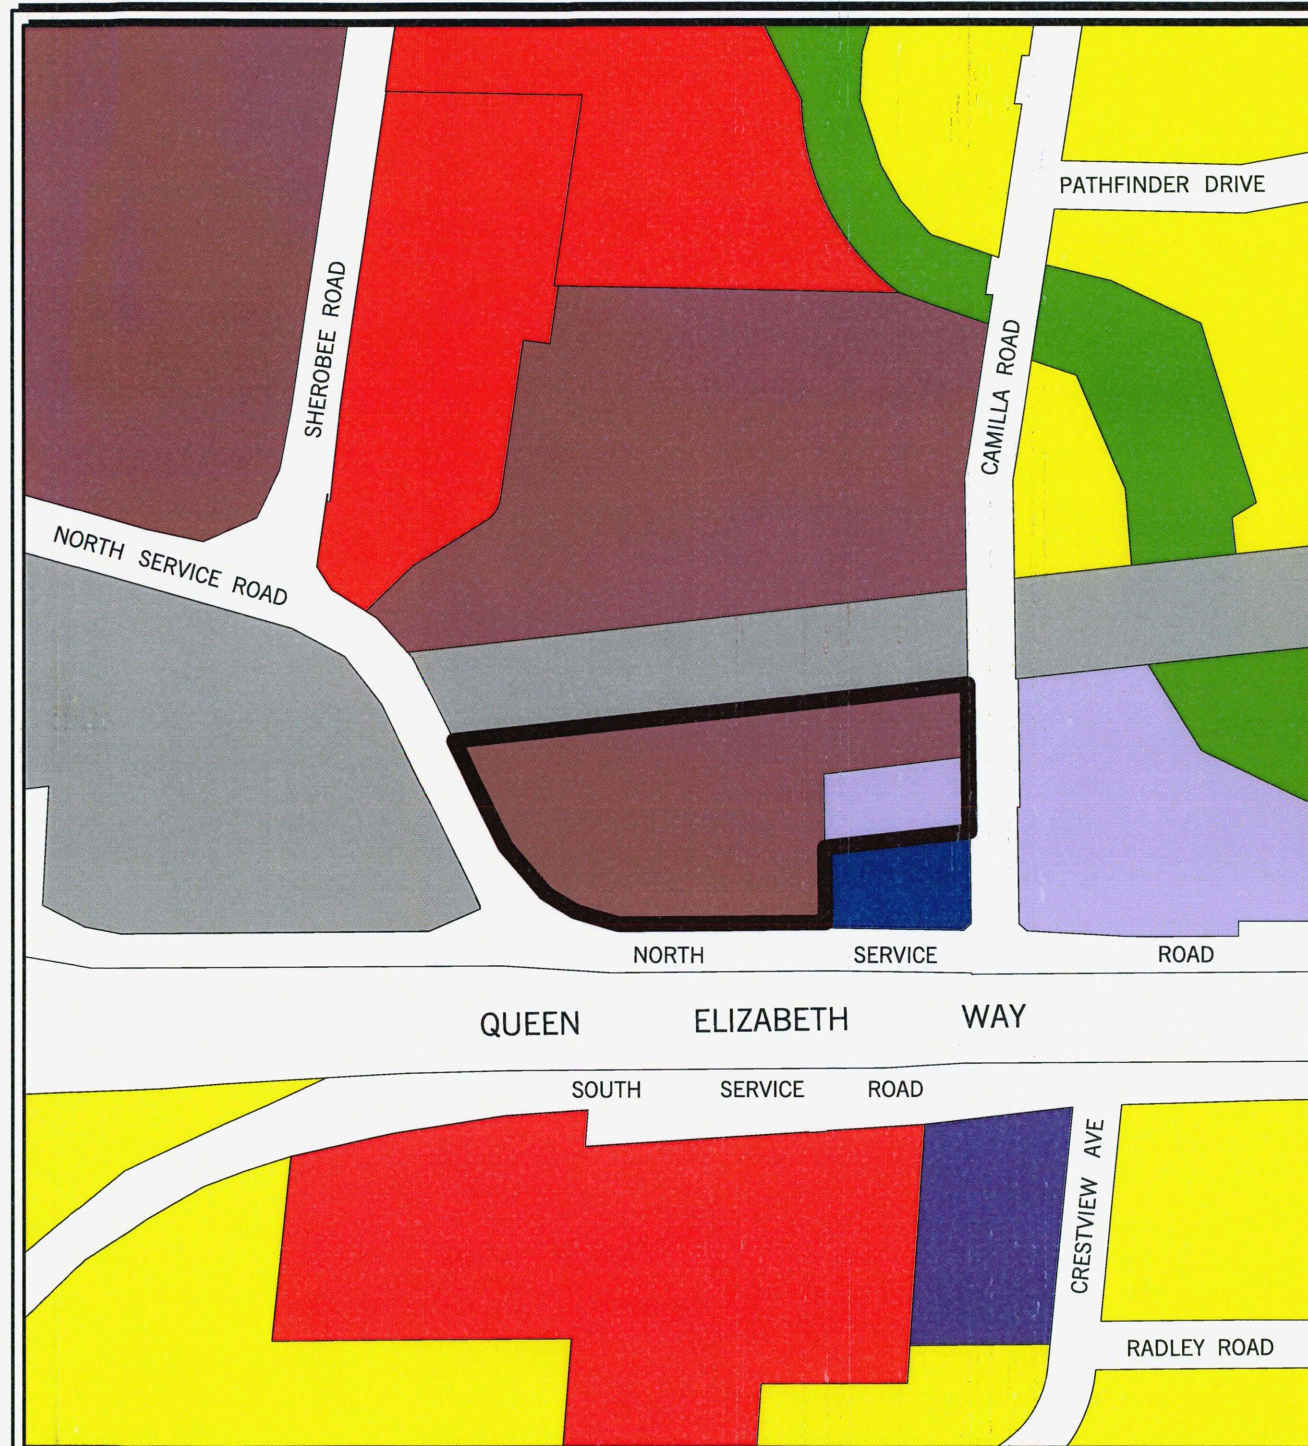 PATHFINDER DRIVE
SHEROBEE ROAD
CAMILLA ROAD
NORTH SERVICE ROAD
NORTH SERVICE ROAD
QUEEN ELIZABETH WAY
SOUTH SERVICE ROAD
CRESTVIEW AVE
RADLEY ROAD